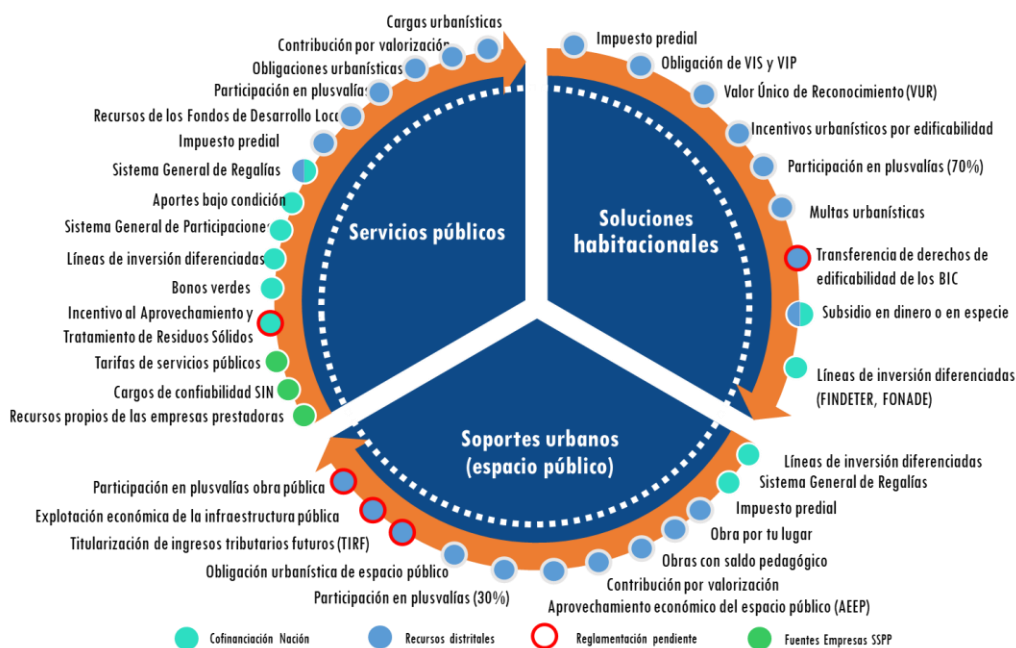 Cargas urbanísticas
Contribución por valorización
Obligaciones urbanísticas
Participación en plusvalías
Recursos de los Fondos de Desarrollo Loca
Impuesto predial
Sistema General de Regalías
Aportes bajo condición
Sistema General de Participacione
Líneas de inversión diferenciadas
Bonos verdes
Incentivo al Aprovechamiento y
Tratamiento de Residuos Sólidos
Tarifas de servicios públicos
Cargos de confiabilidad SIN
Recursos propios de las empresas prestadoras
Servicios públicos
Impuesto predial
Obligación de VIS y VIP
Valor Único de Reconocimiento (VUR)
Incentivos urbanísticos por edificabilidad
Participación en plusvalías (70%)
Multas urbanísticas
Transferencia de derechos de
edificabilidad de los BIC
Subsidio en dinero o en especie
Líneas de inversión diferenciadas
(FINDETER, FONADE)
Soluciones
habitacionales
Soportes urbanos
(espacio público)
Líneas de inversión diferenciadas
Sistema General de Regalías
Impuesto predial
Obra por tu lugar
Obras con saldo pedagógico
Contribución por valorización
Aprovechamiento económico del espacio público (AEEP)
Participación en plusvalías obra pública
Explotación económica de la infraestructura pública
Titularización de ingresos tributarios futuros (TIRF)
Obligación urbanística de espacio público
Participación en plusvalías (30%)
Cofinanciación Nación
Recursos distritales
Reglamentación pendiente
Fuentes Empresas SSPP